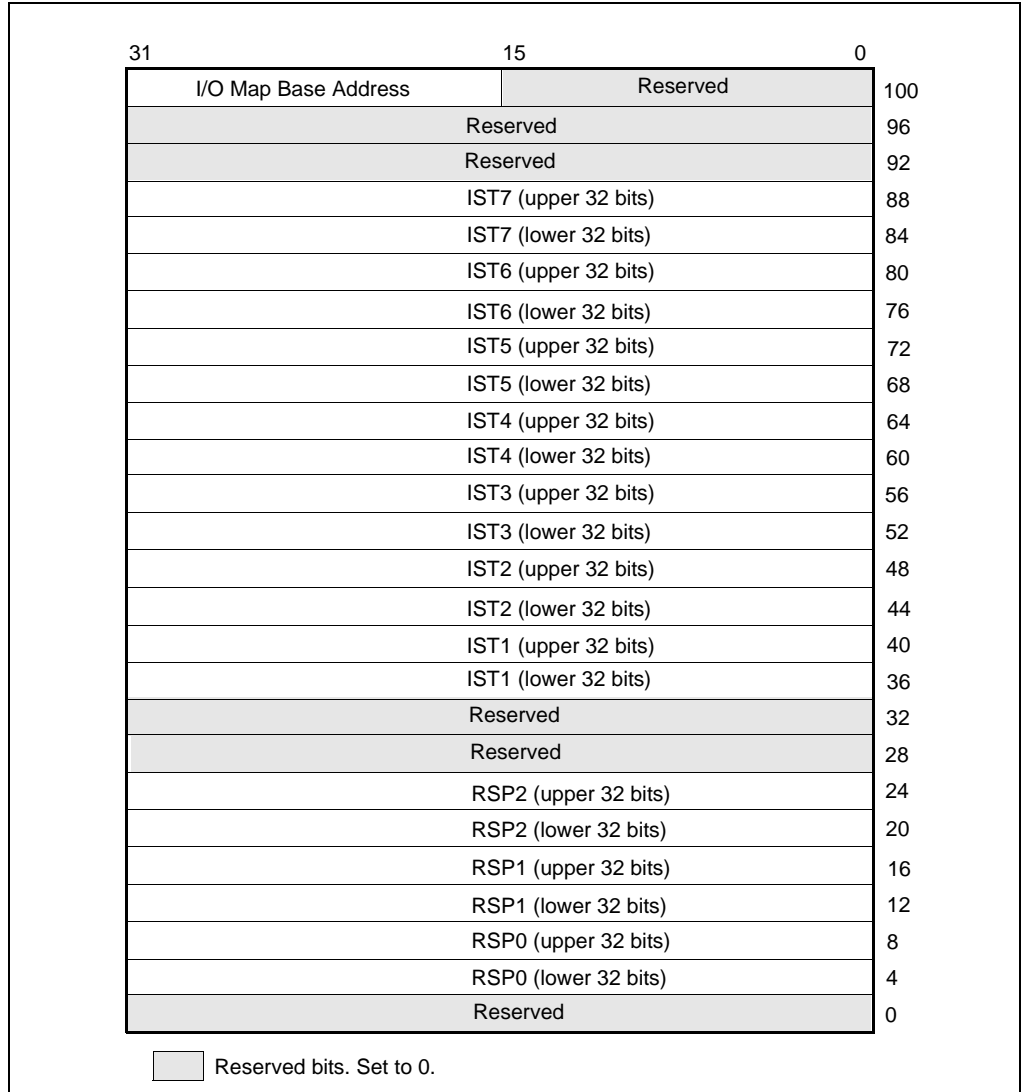 31 15 0
I/O Map Base Address Reserved 100
Reserved 96
Reserved 92
IST7 (upper 32 bits) 88
IST7 (lower 32 bits) 84
IST6 (upper 32 bits) 80
IST6 (lower 32 bits) 76
IST5 (upper 32 bits) 72
IST5 (lower 32 bits) 68
IST4 (upper 32 bits) 64
IST4 (lower 32 bits) 60
IST3 (upper 32 bits) 56
IST3 (lower 32 bits) 52
IST2 (upper 32 bits) 48
IST2 (lower 32 bits) 44
IST1 (upper 32 bits) 40
IST1 (lower 32 bits) 36
Reserved 32
Reserved 28
RSP2 (upper 32 bits) 24
RSP2 (lower 32 bits) 20
RSP1 (upper 32 bits) 16
RSP1 (lower 32 bits) 12
RSP0 (upper 32 bits) 8
RSP0 (lower 32 bits) 4
Reserved 0
Reserved bits. Set to 0.